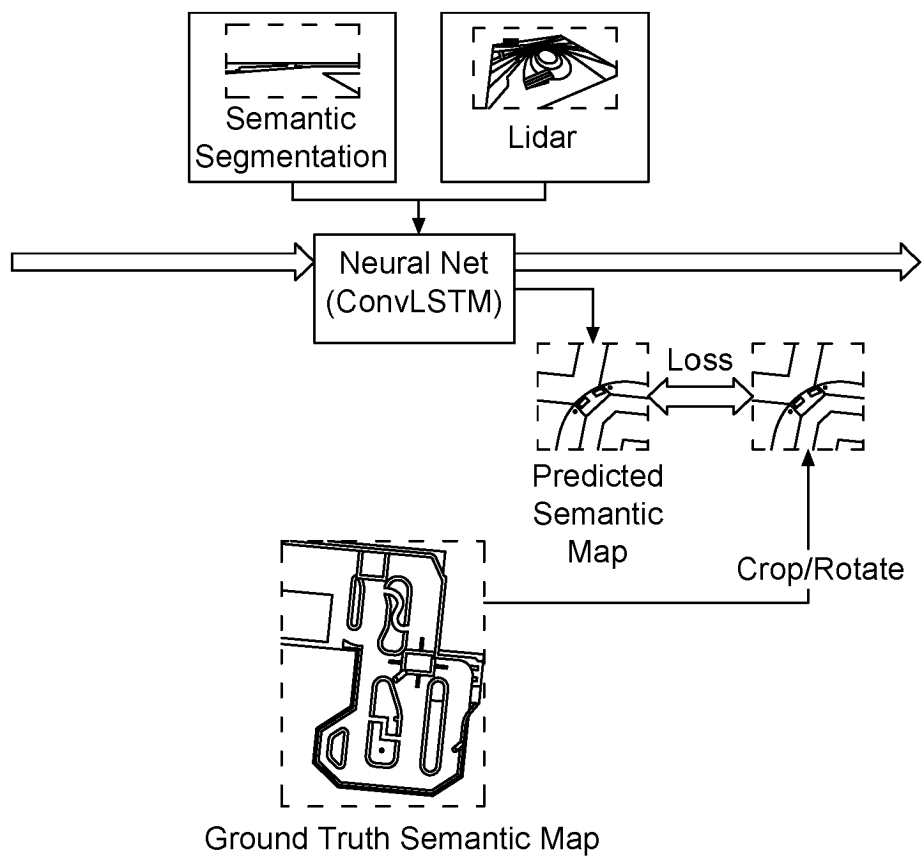 Semantic
Segmentation
Lidar
Neural Net
(ConvLSTM)
Loss
Predicted
Semantic
Map
Crop/Rotate
Ground Truth Semantic Map